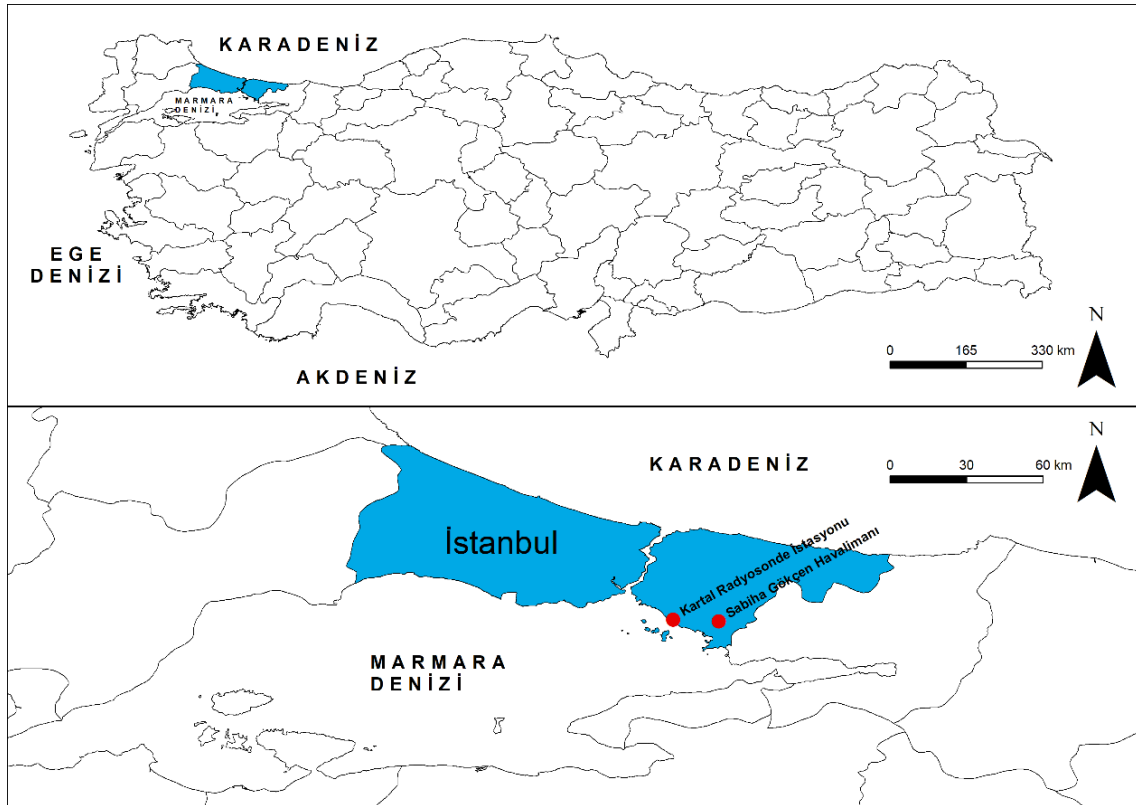 KARADENİZ
MARMARA
DENİZİ
EGE
DENİZİ
AKDENİZ
N
0 165 330 km
KARADENİZ
N
0 30 60 km
İstanbul
Kartal Radyosonde İstasyonu
Sabiha Gökçen Havalimanı
MARMARA
DENİZİ